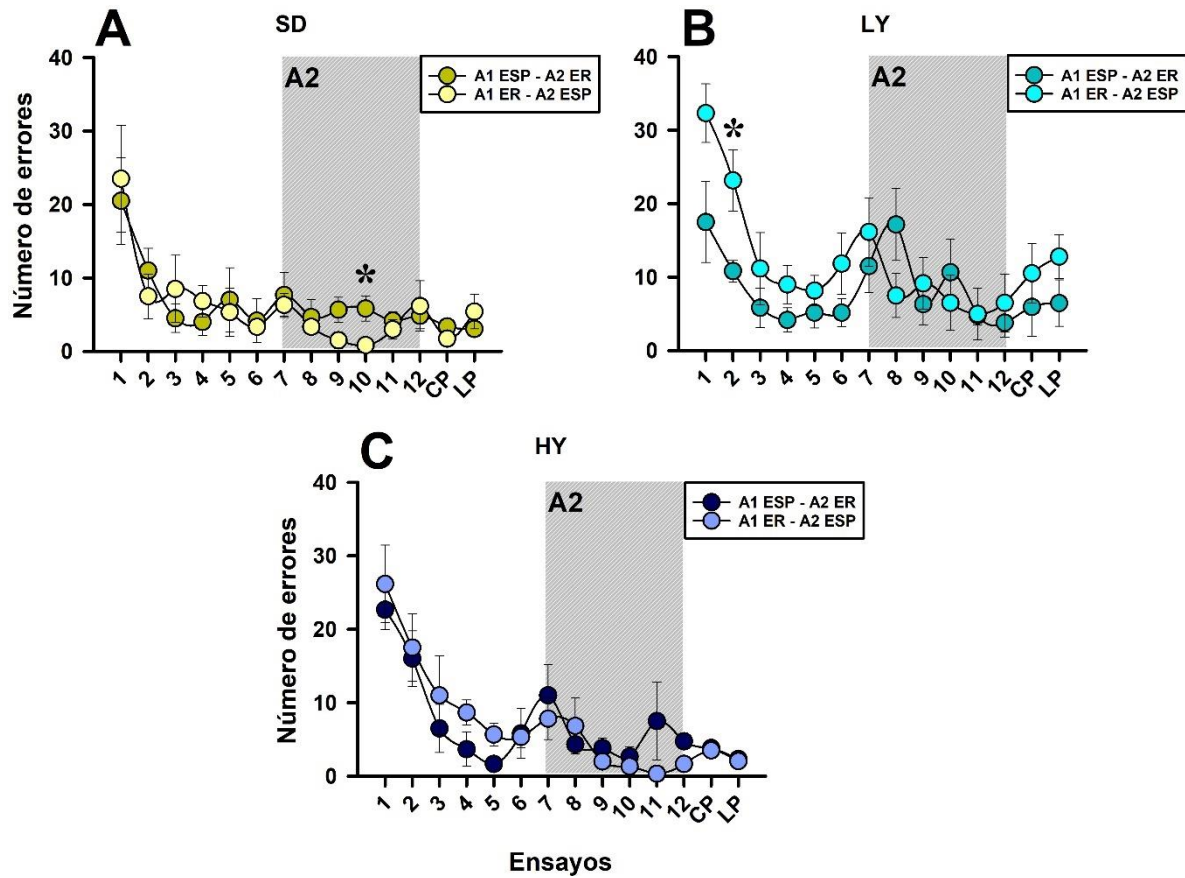 A
SD
40
30
20
10
0
Número de errores
A2
A1 ESP - A2 ER
A1 ER - A2 ESP
*
1 2 3 4 5 6 7 8 9 10 11 12 CP LP
B
LY
40
30
20
10
0
A2
A1 ESP - A2 ER
A1 ER - A2 ESP
*
1 2 3 4 5 6 7 8 9 10 11 12 CP LP
C
HY
40
30
20
10
0
Número de errores
A2
A1 ESP - A2 ER
A1 ER - A2 ESP
1 2 3 4 5 6 7 8 9 10 11 12 CP LP
Ensayos